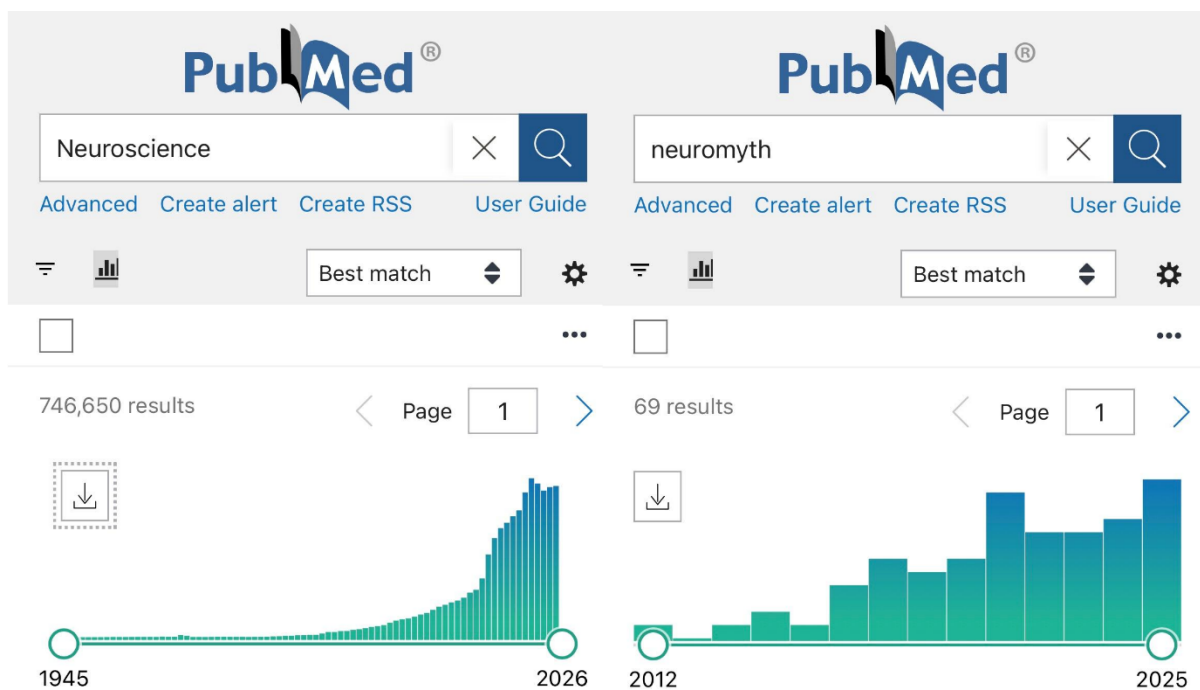 PubMed®
Neuroscience
Advanced Create alert Create RSS User Guide
Best match
746,650 results
Page 1
1945 2026
PubMed®
neuromyth
Advanced Create alert Create RSS User Guide
Best match
69 results
Page 1
2012 2025